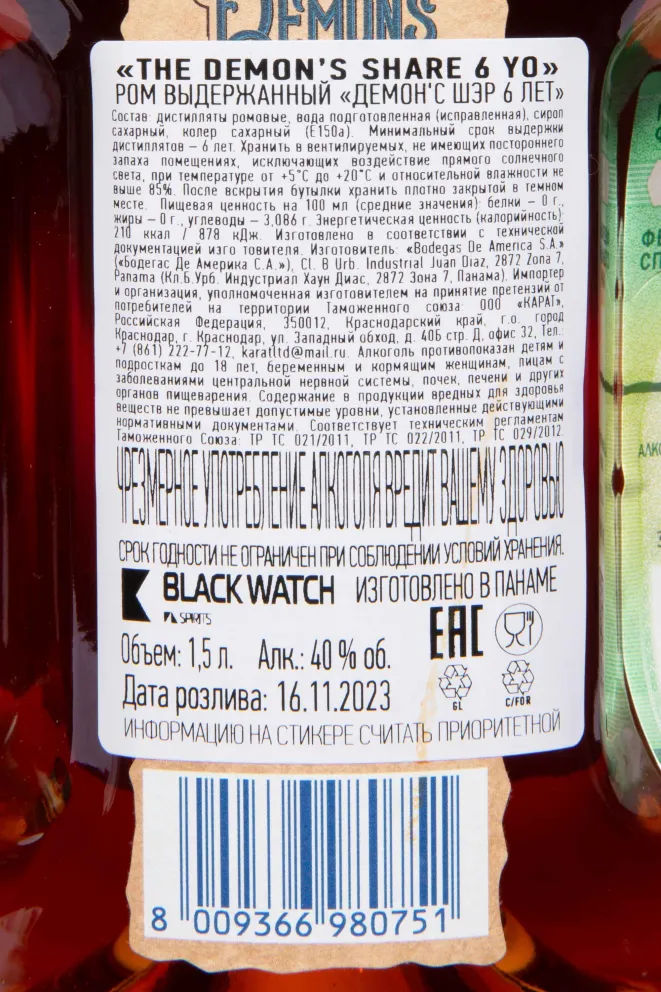 DEMON'S
«THE DEMON'S SHARE 6 YO»
РОМ ВЫДЕРЖАННЫЙ «ДЕМОН'С ШЭР 6 ЛЕТ»
Состав: дистилляты ромовые, вода подготовленная (исправленная), сироп
сахарный, колер сахарный (Е150а). Минимальный срок выдержки
дистиллятов – 6 лет. Хранить в вентилируемых, не имеющих постороннего
запаха помещениях, исключающих воздействие прямого солнечного
света, при температуре от +5°С до +20°С и относительной влажности не
выше 85%. После вскрытия бутылки хранить плотно закрытой в темном
месте. Пищевая ценность на 100 мл (средние значения): белки – 0 г.,
жиры – 0 г., углеводы – 3,086 г. Энергетическая ценность (калорийность):
210 ккал / 878 кДж. Изготовлено в соответствии с технической
документацией изго товителя. Изготовитель: «Bodegas De America S.A.»
(«Бодегас Де Америка С.А.»), Cl. B Urb. Industrial Juan Diaz, 2872 Zona 7,
Panama (Кл.Б.Урб. Индустриал Хаун Диас, 2872 Зона 7, Панама). Импортер
и организация, уполномоченная изготовителем на принятие претензий от
потребителей на территории Таможенного союза: ООО «КАРАТ»,
Российская Федерация, 350012, Краснодарский край, г.о. город
Краснодар, г. Краснодар, ул. Западный обход, д. 40Б стр. Д, офис 32, Тел.:
+7 (861) 222-77-12, karatltd@mail.ru. Алкоголь противопоказан детям и
подросткам до 18 лет, беременным и кормящим женщинам, лицам с
заболеваниями центральной нервной системы, почек, печени и других
органов пищеварения. Содержание в продукции вредных для здоровья
веществ не превышает допустимые уровни, установленные действующими
нормативными документами. Соответствует техническим регламентам
Таможенного Союза: ТР ТС 021/2011, ТР ТС 022/2011, ТР ТС 029/2012.
ЧРЕЗМЕРНОЕ УПОТРЕБЛЕНИЕ АЛКОГОЛЯ ВРЕДИТ ВАШЕМУ ЗДОРОВЬЮ
СРОК ГОДНОСТИ НЕ ОГРАНИЧЕН ПРИ СОБЛЮДЕНИИ УСЛОВИЙ ХРАНЕНИЯ.
BLACK WATCH ИЗГОТОВЛЕНО В ПАНАМЕ
SPIRITS
EAC
Объем: 1,5 л. Алк.: 40 % об.
GL C/FOR
Дата розлива: 16.11.2023
ИНФОРМАЦИЮ НА СТИКЕРЕ СЧИТАТЬ ПРИОРИТЕТНОЙ
8 009366 980751